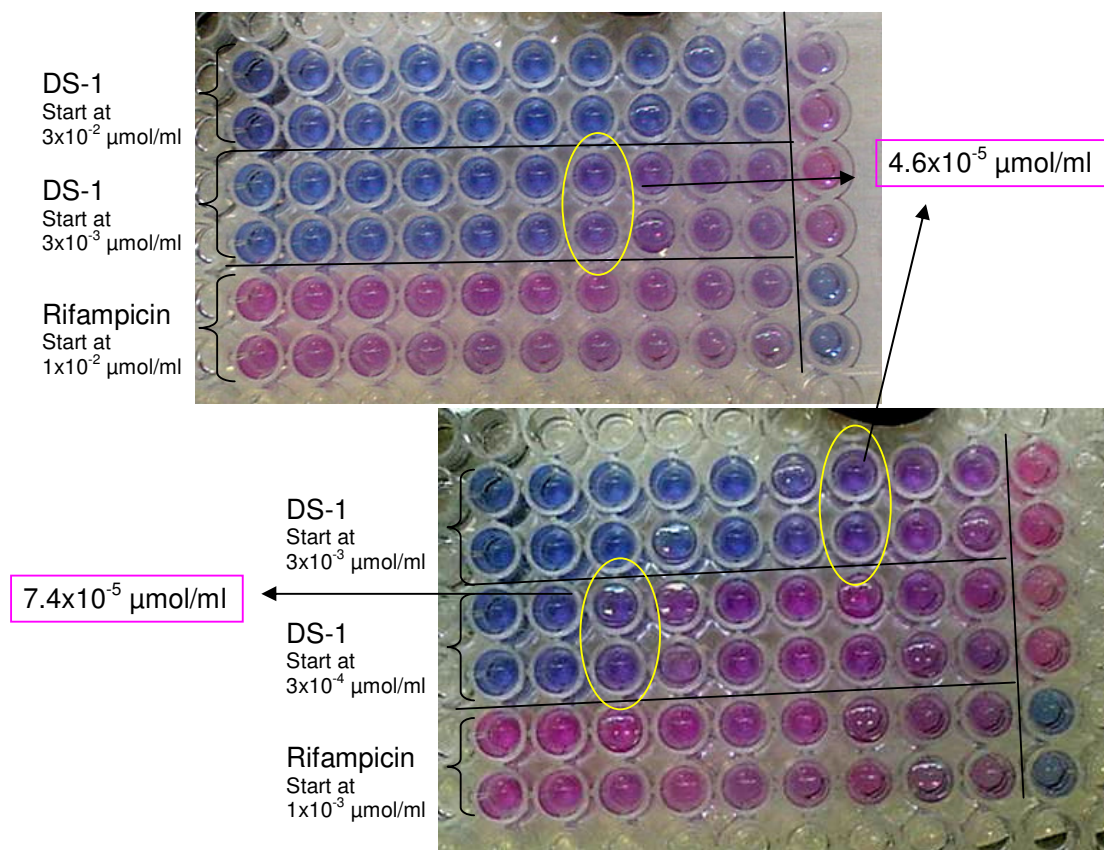 DS-1
Start at
3x10⁻² µmol/ml
DS-1
Start at
3x10⁻³ µmol/ml
4.6x10⁻⁵ µmol/ml
Rifampicin
Start at
1x10⁻² µmol/ml
DS-1
Start at
3x10⁻³ µmol/ml
7.4x10⁻⁵ µmol/ml
DS-1
Start at
3x10⁻⁴ µmol/ml
Rifampicin
Start at
1x10⁻³ µmol/ml